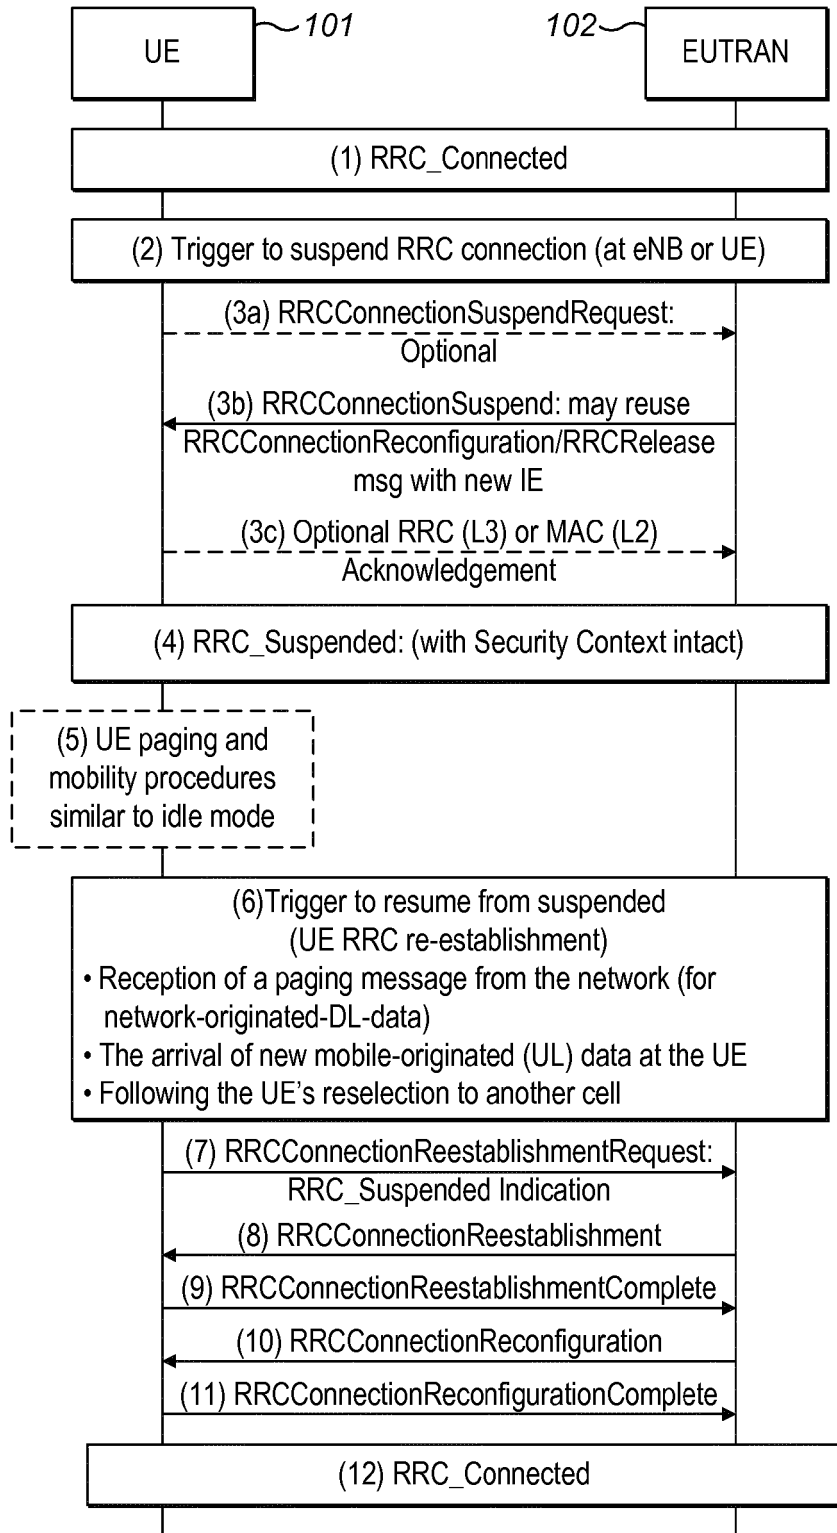 UE
101
102
EUTRAN
(1) RRC_Connected
(2) Trigger to suspend RRC connection (at eNB or UE)
(3a) RRCConnectionSuspendRequest:
Optional
(3b) RRCConnectionSuspend: may reuse
RRCConnectionReconfiguration/RRCRelease
msg with new IE
(3c) Optional RRC (L3) or MAC (L2)
Acknowledgement
(4) RRC_Suspended: (with Security Context intact)
(5) UE paging and
mobility procedures
similar to idle mode
(6)Trigger to resume from suspended
(UE RRC re-establishment)
• Reception of a paging message from the network (for
network-originated-DL-data)
• The arrival of new mobile-originated (UL) data at the UE
• Following the UE’s reselection to another cell
(7) RRCConnectionReestablishmentRequest:
RRC_Suspended Indication
(8) RRCConnectionReestablishment
(9) RRCConnectionReestablishmentComplete
(10) RRCConnectionReconfiguration
(11) RRCConnectionReconfigurationComplete
(12) RRC_Connected